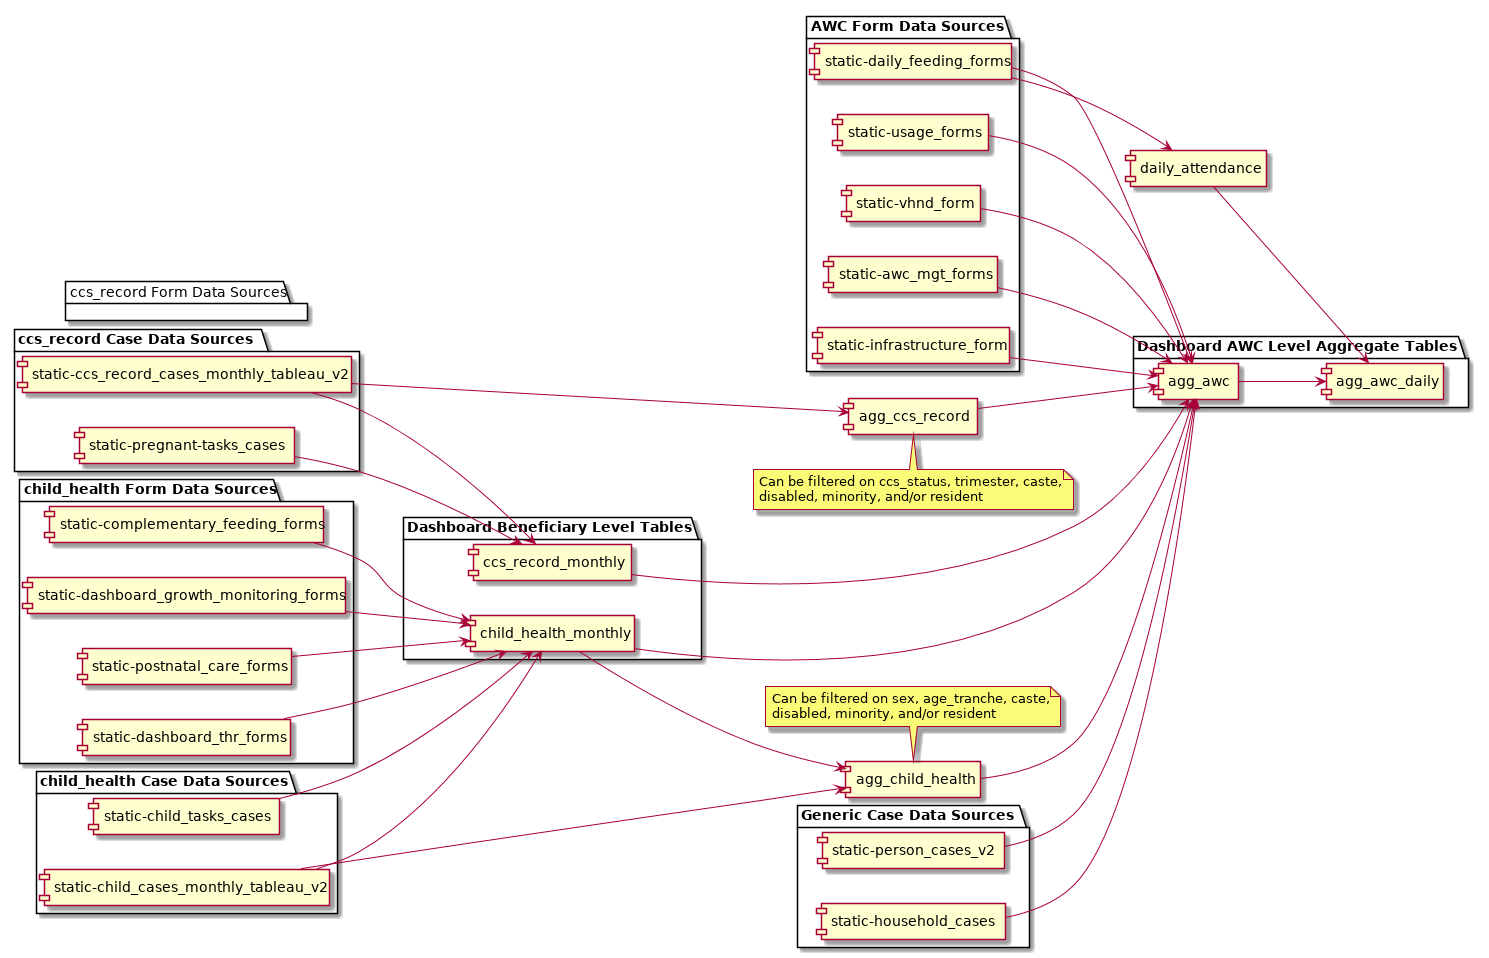 AWC Form Data Sources
static-daily_feeding_forms
static-usage_forms
daily_attendance
static-vhnd_form
static-awc_mgt_forms
ccs_record Form Data Sources
ccs_record Case Data Sources
static-infrastructure_form
Dashboard AWC Level Aggregate Tables
static-ccs_record_cases_monthly_tableau_v2
agg_awc
agg_awc_daily
agg_ccs_record
static-pregnant-tasks_cases
Can be filtered on ccs_status, trimester, caste,
disabled, minority, and/or resident
child_health Form Data Sources
static-complementary_feeding_forms
Dashboard Beneficiary Level Tables
ccs_record_monthly
static-dashboard_growth_monitoring_forms
child_health_monthly
static-postnatal_care_forms
Can be filtered on sex, age_tranche, caste,
disabled, minority, and/or resident
static-dashboard_thr_forms
child_health Case Data Sources
agg_child_health
static-child_tasks_cases
Generic Case Data Sources
static-person_cases_v2
static-child_cases_monthly_tableau_v2
static-household_cases